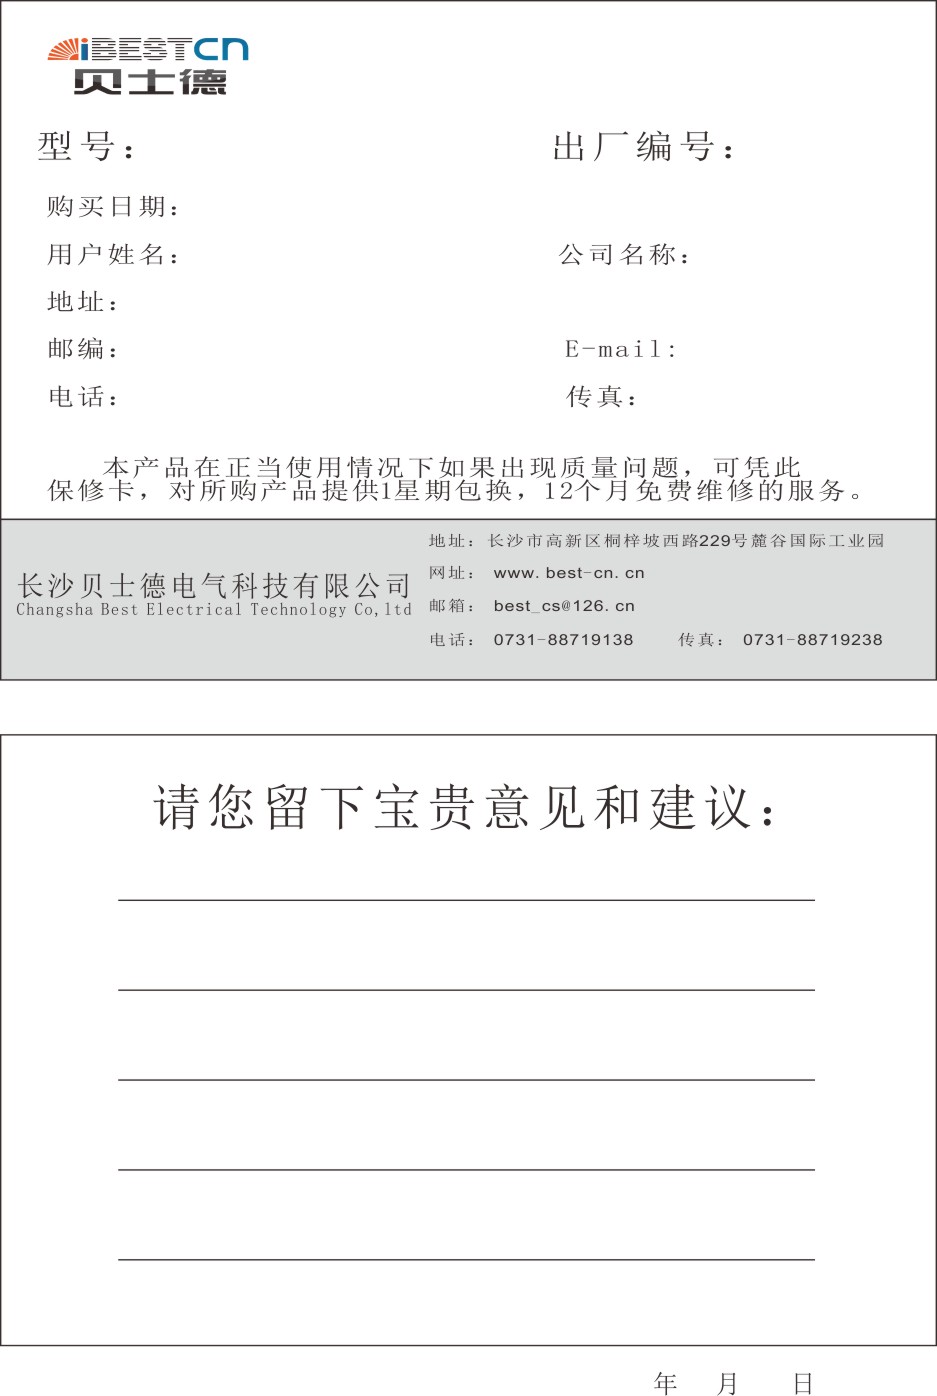 iBESTCN
贝士德
型号： 出厂编号：
购买日期：
用户姓名： 公司名称：
地址：
邮编： E-mail:
电话： 传真：
本产品在正当使用情况下如果出现质量问题，可凭此
保修卡，对所购产品提供1星期包换，12个月免费维修的服务。
长沙贝士德电气科技有限公司
Changsha Best Electrical Technology Co,ltd
地址：长沙市高新区桐梓坡西路229号麓谷国际工业园
网址： www.best-cn.cn
邮箱： best_cs@126.cn
电话： 0731-88719138 传真： 0731-88719238
请您留下宝贵意见和建议：
年 月 日